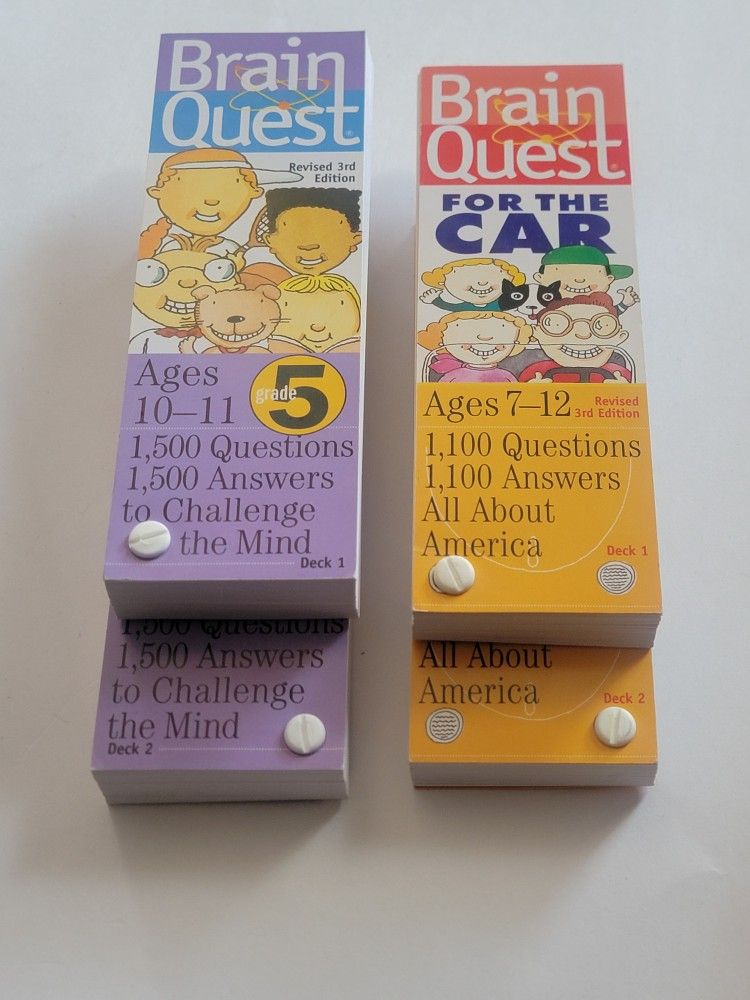 Brain
Quest®
Revised 3rd
Edition
Ages
10–11
grade 5
1,500 Questions
1,500 Answers
to Challenge
the Mind
Deck 1
1,500 Questions
1,500 Answers
to Challenge
the Mind
Deck 2
Brain
Quest®
FOR THE
CAR
Ages 7–12
Revised
3rd Edition
1,100 Questions
1,100 Answers
All About
America
Deck 1
All About
America
Deck 2